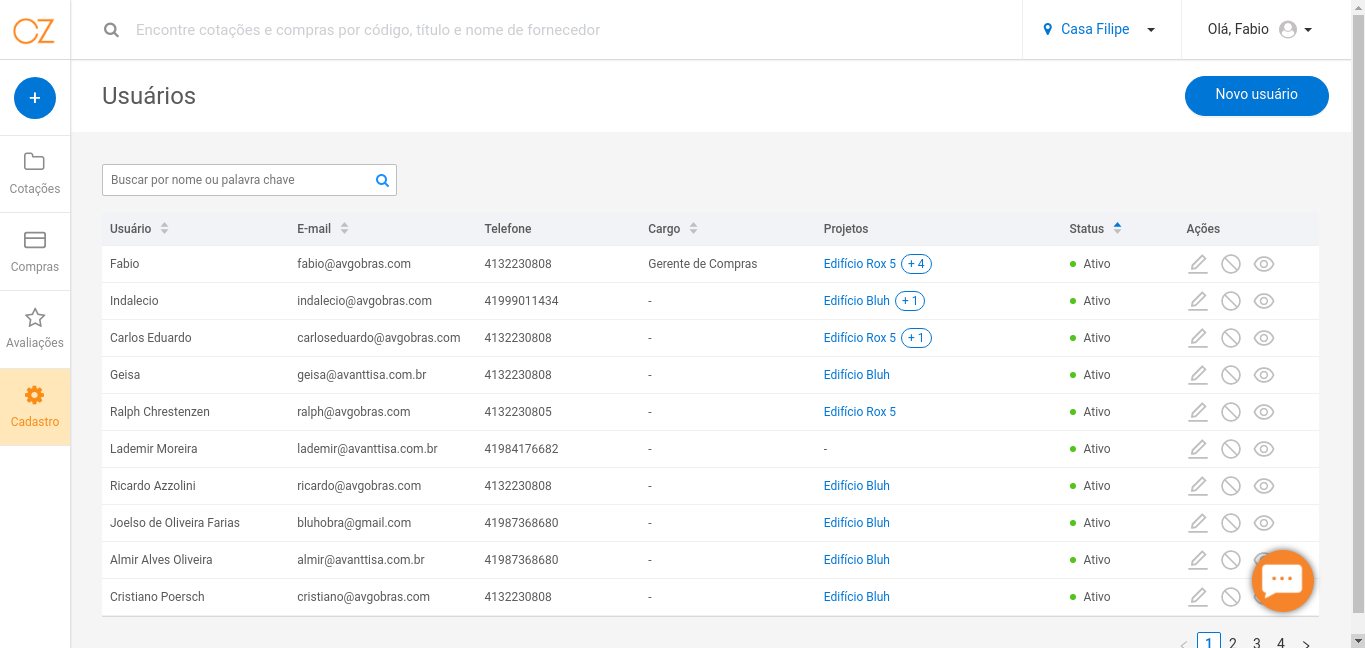 OZ
Encontre cotações e compras por código, título e nome de fornecedor
Casa Filipe
Olá, Fabio
+
Usuários
Novo usuário
Cotações
Compras
Avaliações
Cadastro
Buscar por nome ou palavra chave
Usuário E-mail Telefone Cargo Projetos Status Ações
Fabio fabio@avgobras.com 4132230808 Gerente de Compras Edifício Rox 5 + 4 Ativo
Indalecio indalecio@avgobras.com 41999011434 - Edifício Bluh + 1 Ativo
Carlos Eduardo carloseduardo@avgobras.com 4132230808 - Edifício Rox 5 + 1 Ativo
Geisa geisa@avanttisa.com.br 4132230808 - Edifício Bluh Ativo
Ralph Chrestenzen ralph@avgobras.com 4132230805 - Edifício Rox 5 Ativo
Lademir Moreira lademir@avanttisa.com.br 41984176682 - - Ativo
Ricardo Azzolini ricardo@avgobras.com 4132230808 - Edifício Bluh Ativo
Joelso de Oliveira Farias bluhobra@gmail.com 41987368680 - Edifício Bluh Ativo
Almir Alves Oliveira almir@avanttisa.com.br 41987368680 - Edifício Bluh Ativo
Cristiano Poersch cristiano@avgobras.com 4132230808 - Edifício Bluh Ativo
< 1 2 3 4 >